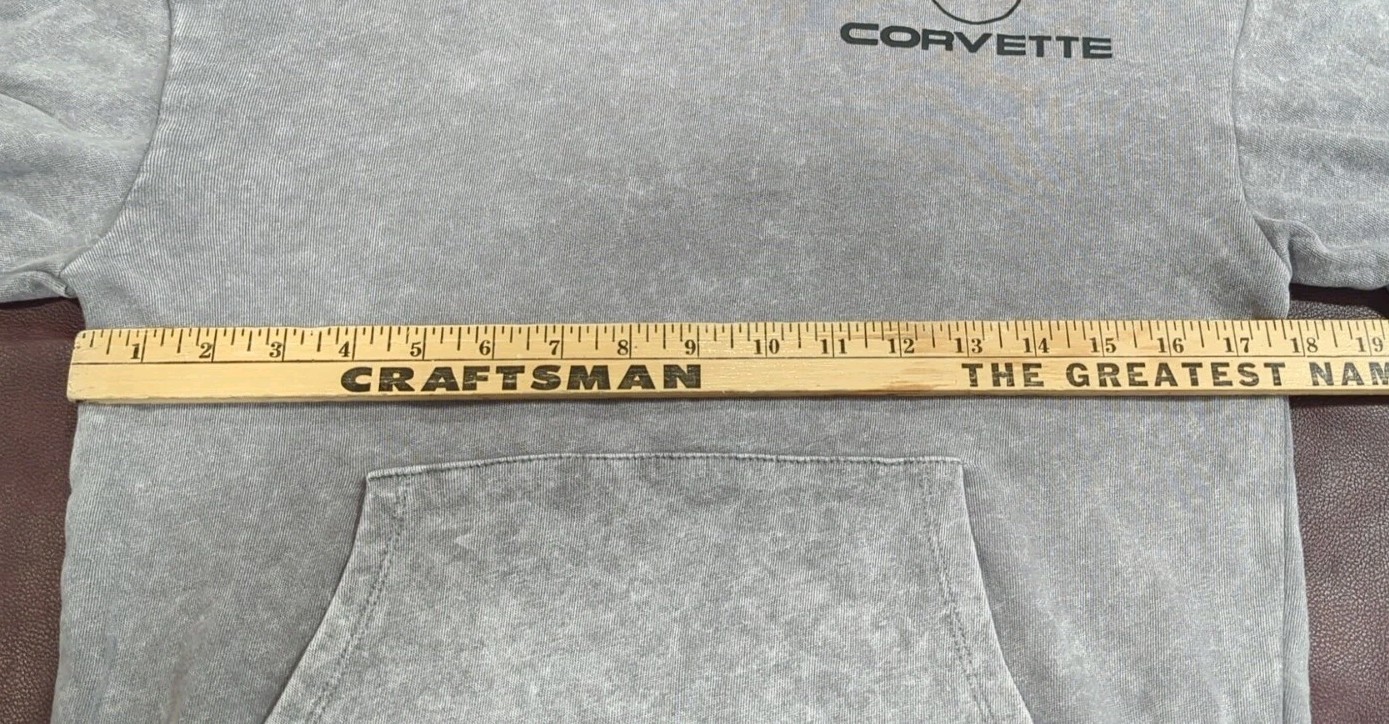 CORVETTE
1 2 3 4 5 6 7 8 9 10 11 12 13 14 15 16 17 18 19
CRAFTSMAN THE GREATEST NAM